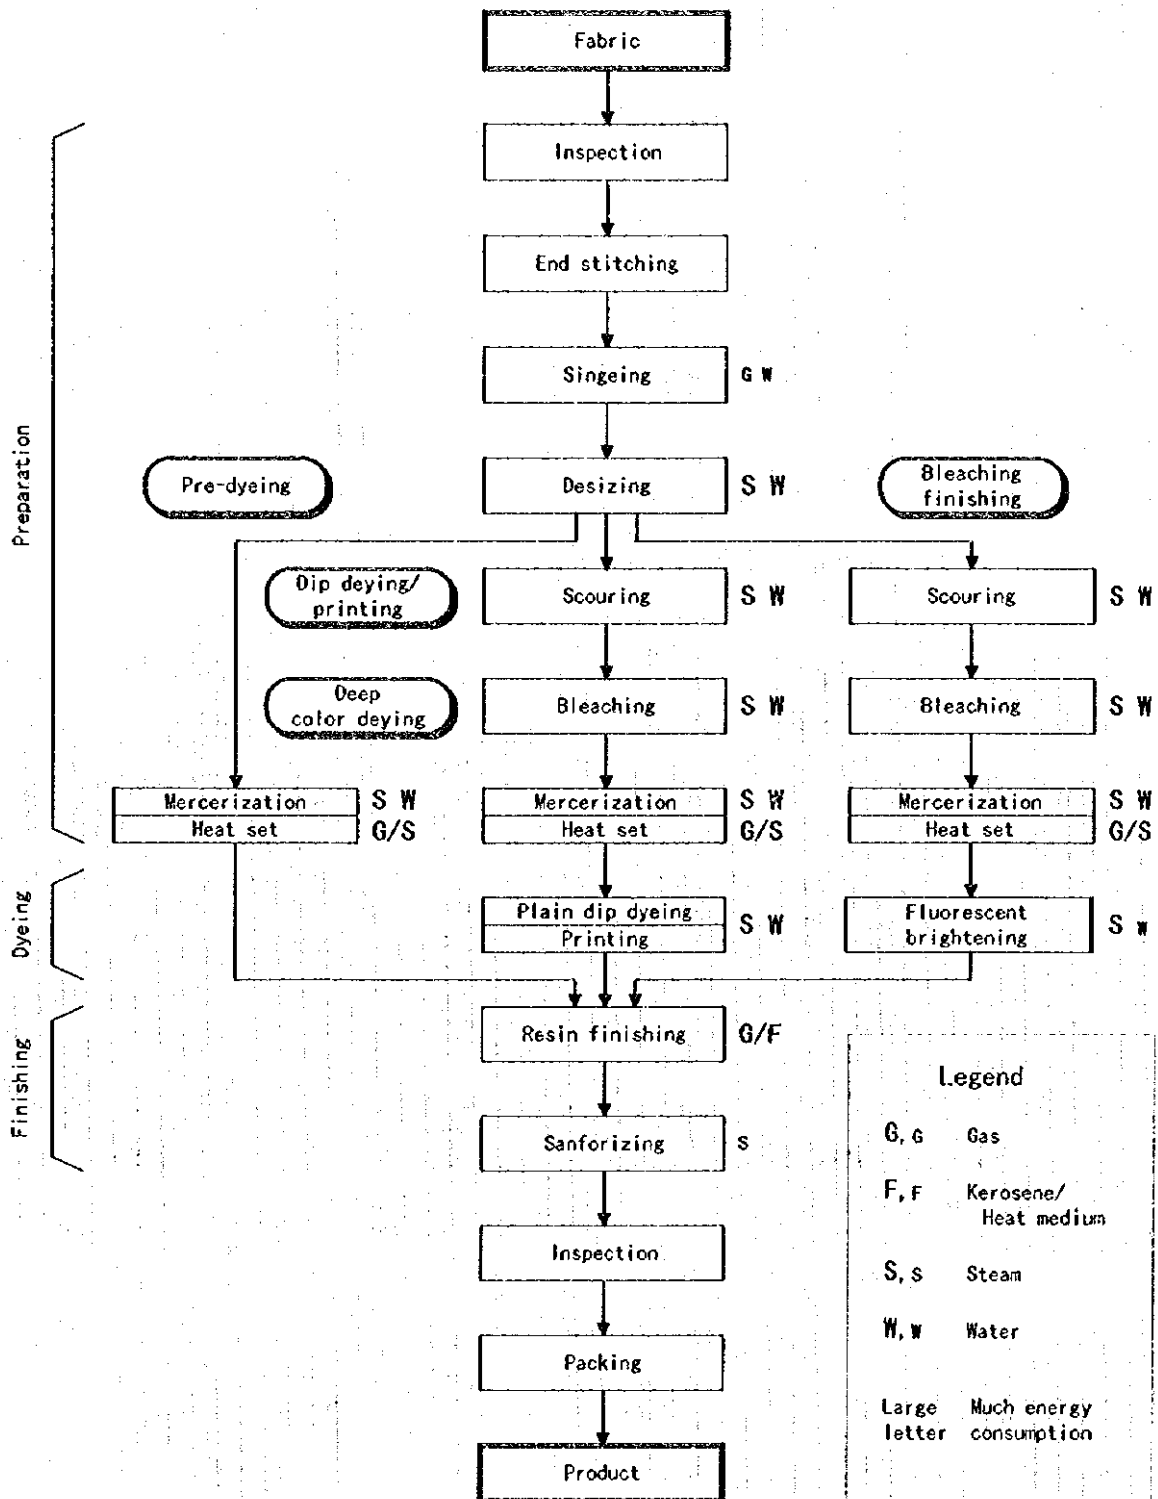 Fabric
Inspection
End stitching
Singeing
G W
Preparation
Pre-dyeing
Desizing
S W
Bleaching
finishing
Dip deying/
printing
Scouring
S W
Scouring
S W
Deep
color deying
Bleaching
S W
Bleaching
S W
Mercerization
S W
Heat set
G/S
Mercerization
S W
Heat set
G/S
Mercerization
S W
Heat set
G/S
Dyeing
Plain dip dyeing
Printing
S W
Fluorescent
brightening
S w
Finishing
Resin finishing
G/F
Sanforizing
s
Inspection
Packing
Product
Legend
G, G Gas
F, F Kerosene/
Heat medium
S, s Steam
W, w Water
Large Much energy
letter consumption